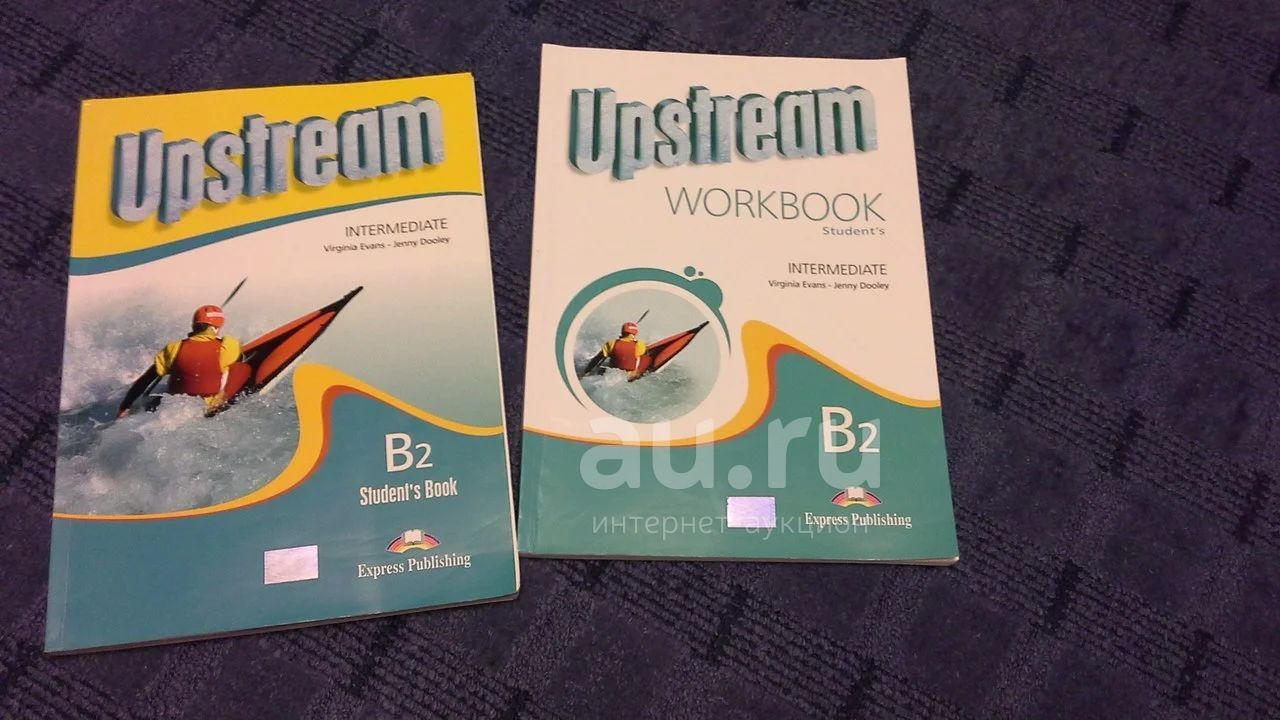 Upstream
INTERMEDIATE
Virginia Evans - Jenny Dooley
B2
Student's Book
Express Publishing
Upstream
WORKBOOK
Student's
INTERMEDIATE
Virginia Evans - Jenny Dooley
B2
Express Publishing
au.ru
интернет аукцион